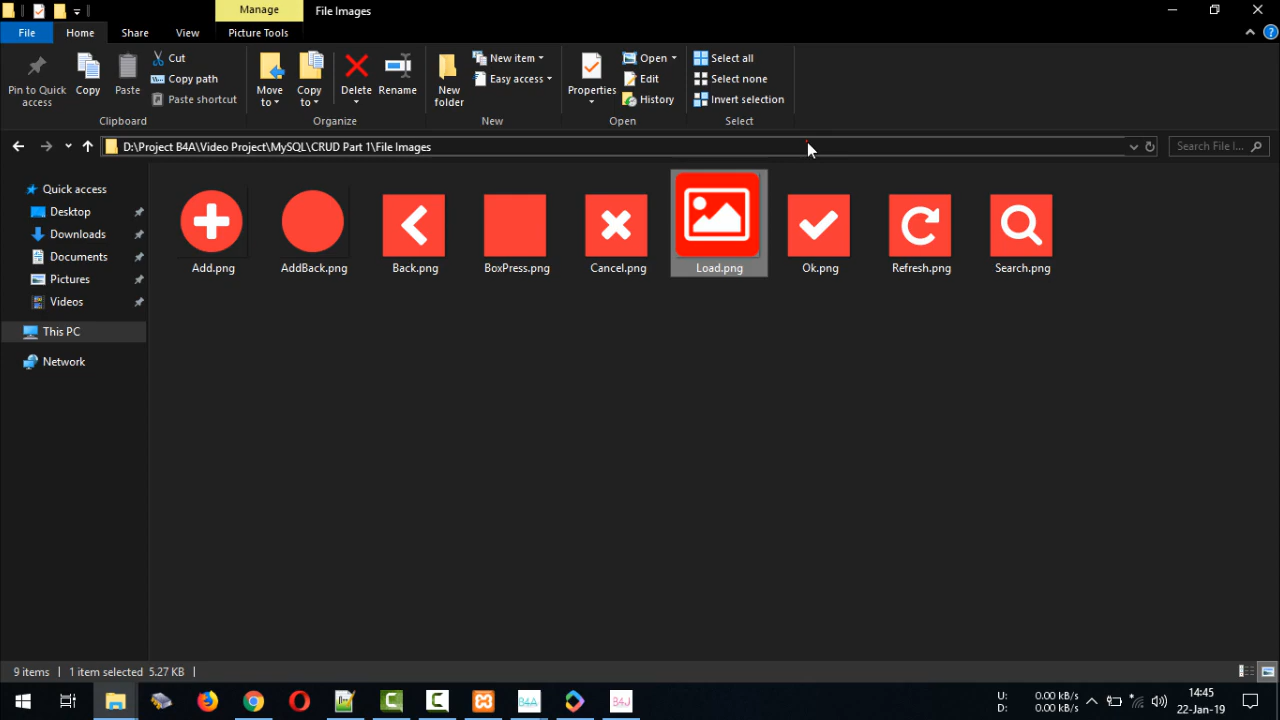 Manage
File Images
File
Home
Share
View
Picture Tools
Pin to Quick access
Copy
Paste
Cut
Copy path
Paste shortcut
Move to
Copy to
Delete
Rename
New folder
New item
Easy access
Properties
Open
Edit
History
Select all
Select none
Invert selection
Clipboard
Organize
New
Open
Select
D:\Project B4A\Video Project\MySQL\CRUD Part 1\File Images
Search File I...
Quick access
Desktop
Downloads
Documents
Pictures
Videos
This PC
Network
Add.png
AddBack.png
Back.png
BoxPress.png
Cancel.png
Load.png
Ok.png
Refresh.png
Search.png
9 items
1 item selected 5.27 KB
B4A
B4J
U: 0.00 kB/s
D: 0.00 kB/s
14:45
22-Jan-19